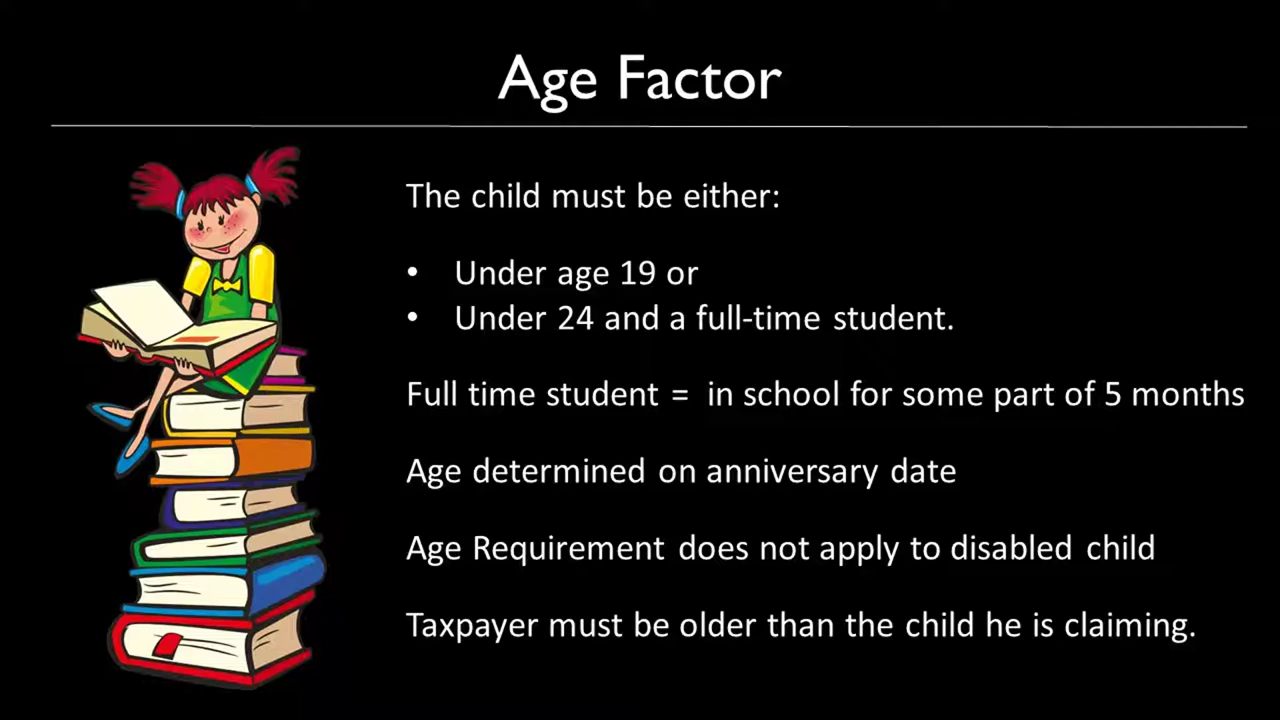 Age Factor
The child must be either:
• Under age 19 or
• Under 24 and a full-time student.
Full time student = in school for some part of 5 months
Age determined on anniversary date
Age Requirement does not apply to disabled child
Taxpayer must be older than the child he is claiming.